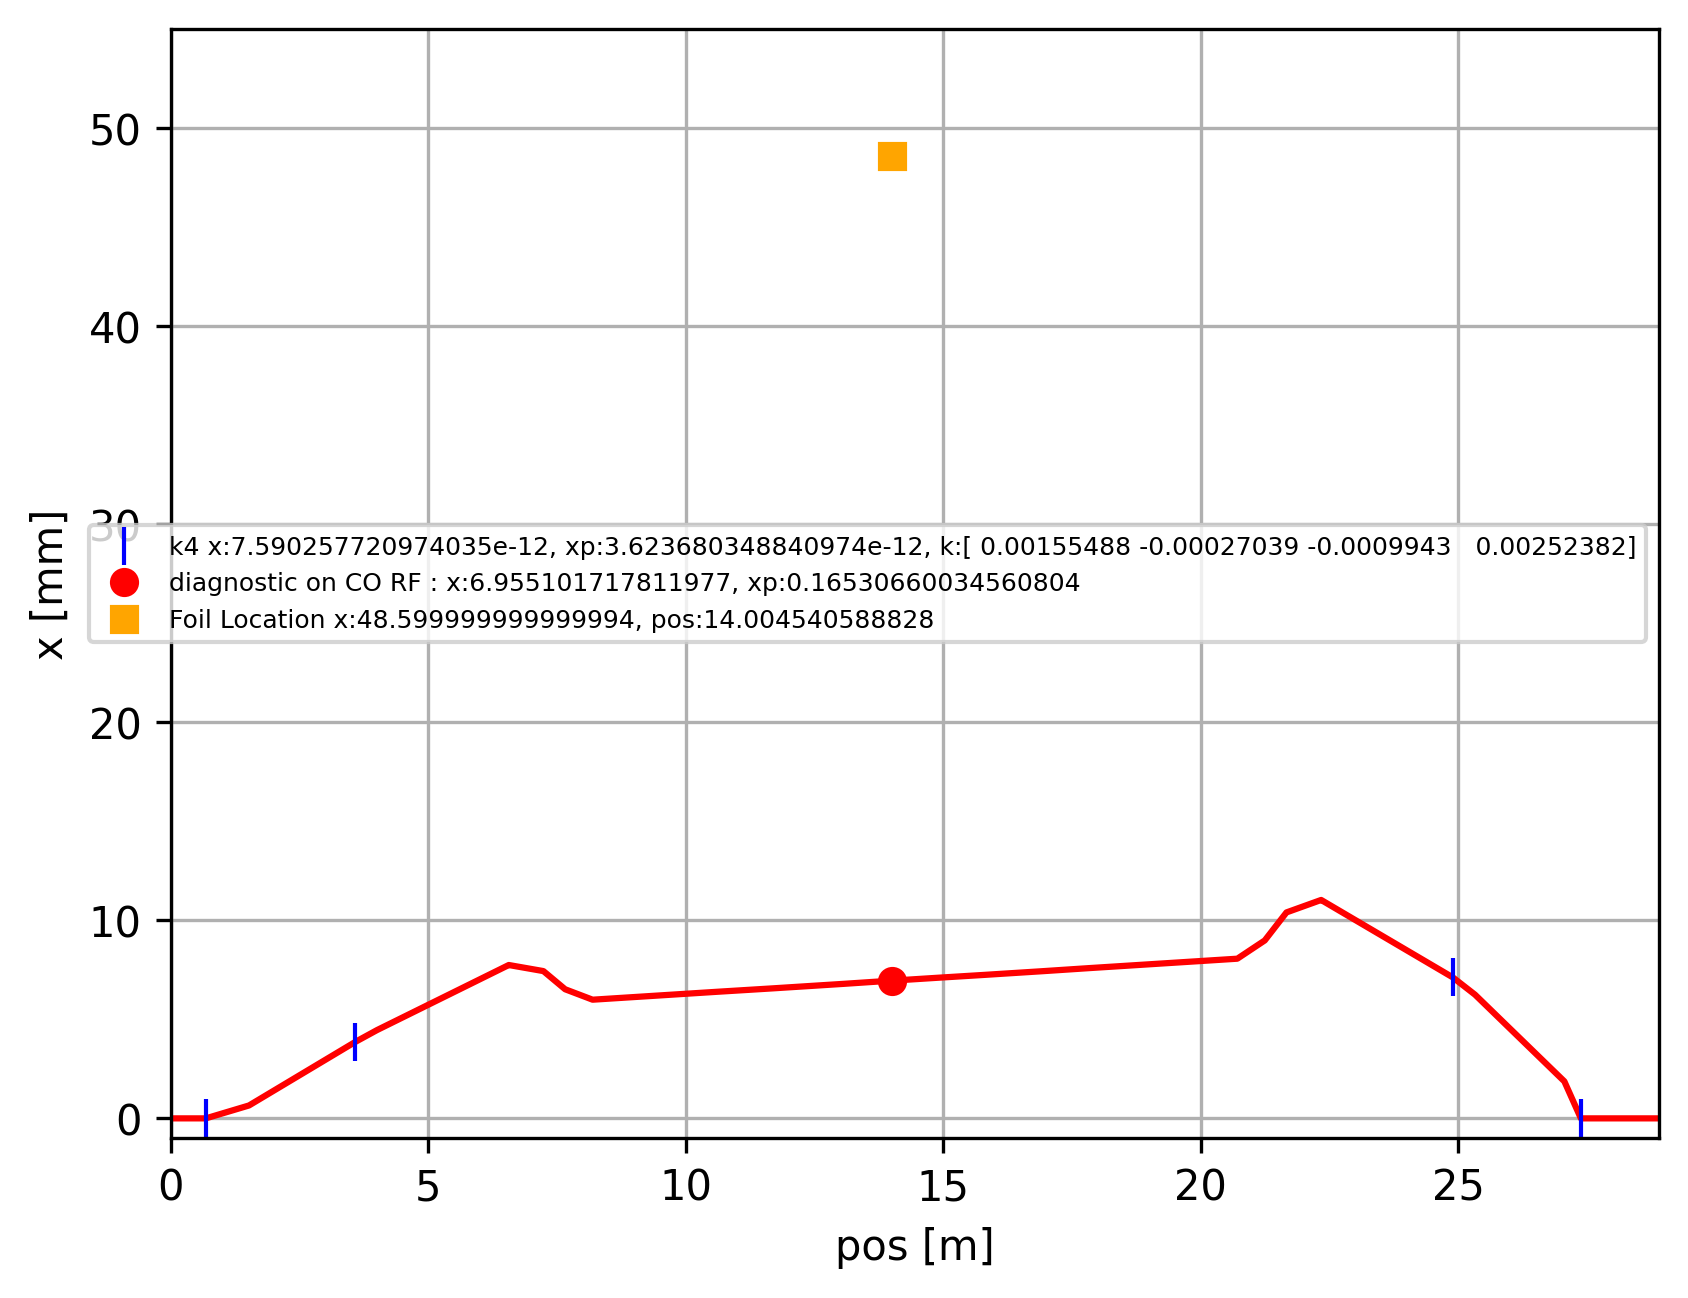 50
40
30
k4 x:7.590257720974035e-12, xp:3.623680348840974e-12, k:[ 0.00155488 -0.00027039 -0.0009943   0.00252382]
diagnostic on CO RF : x:6.955101717811977, xp:0.16530660034560804
Foil Location x:48.599999999999994, pos:14.004540588828
x [mm]
20
10
0
0 5 10 15 20 25
pos [m]